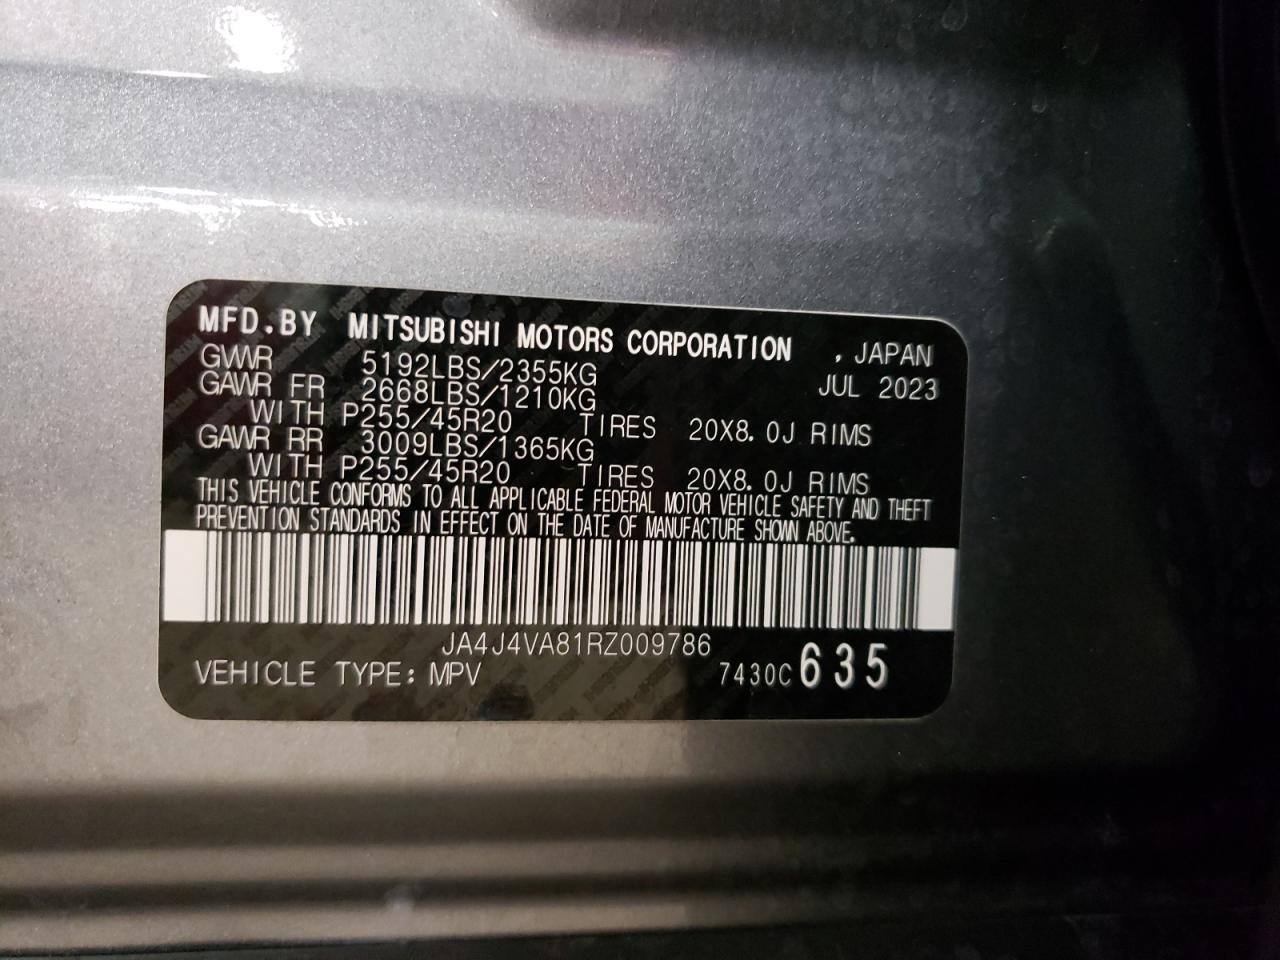 MFD.BY MITSUBISHI MOTORS CORPORATION , JAPAN
GVWR 5192LBS/2355KG JUL 2023
GAWR FR 2668LBS/1210KG
WITH P255/45R20 TIRES 20X8.0J RIMS
GAWR RR 3009LBS/1365KG
WITH P255/45R20 TIRES 20X8.0J RIMS
THIS VEHICLE CONFORMS TO ALL APPLICABLE FEDERAL MOTOR VEHICLE SAFETY AND THEFT
PREVENTION STANDARDS IN EFFECT ON THE DATE OF MANUFACTURE SHOWN ABOVE.
JA4J4VA81RZ009786
VEHICLE TYPE: MPV 7430C 635